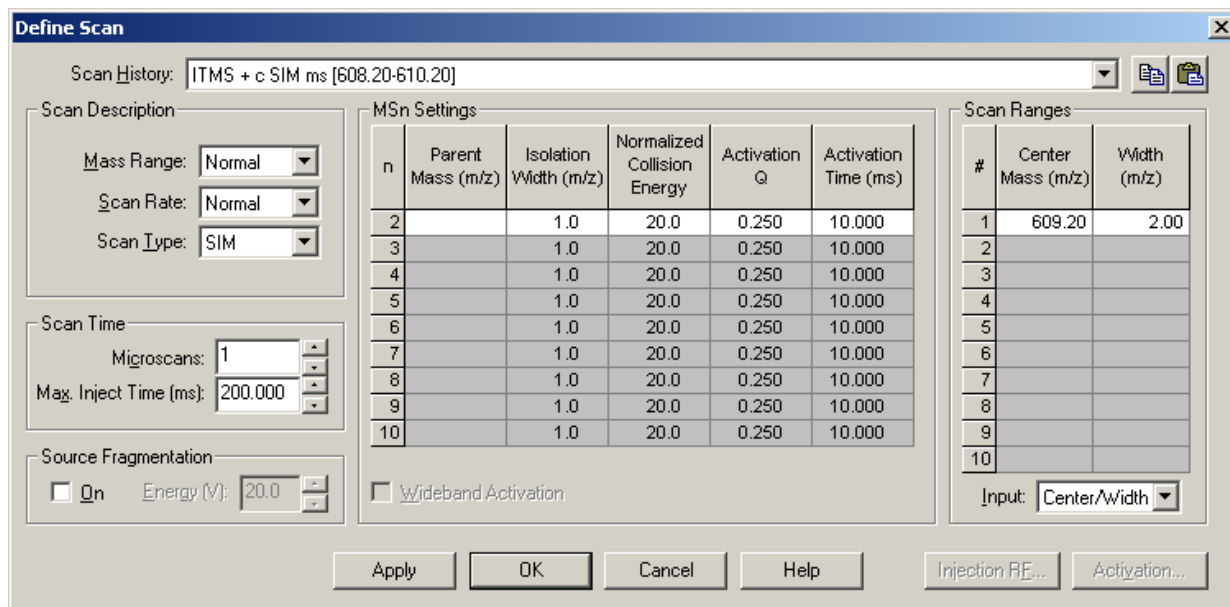 Define Scan
Scan History: ITMS + c SIM ms [608.20-610.20]
Scan Description
Mass Range: Normal
Scan Rate: Normal
Scan Type: SIM
Scan Time
Microscans: 1
Max. Inject Time (ms): 200.000
Source Fragmentation
On Energy (V): 20.0
MSn Settings
n Parent Mass (m/z) Isolation Width (m/z) Normalized Collision Energy Activation Q Activation Time (ms)
2 1.0 20.0 0.250 10.000
3 1.0 20.0 0.250 10.000
4 1.0 20.0 0.250 10.000
5 1.0 20.0 0.250 10.000
6 1.0 20.0 0.250 10.000
7 1.0 20.0 0.250 10.000
8 1.0 20.0 0.250 10.000
9 1.0 20.0 0.250 10.000
10 1.0 20.0 0.250 10.000
Wideband Activation
Scan Ranges
# Center Mass (m/z) Width (m/z)
1 609.20 2.00
2
3
4
5
6
7
8
9
10
Input: Center/Width
Apply OK Cancel Help Injection RF... Activation...